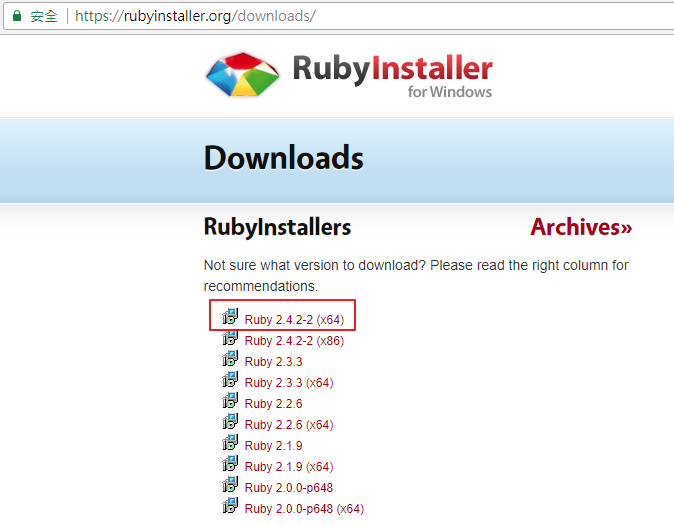 安全 https://rubyinstaller.org/downloads/
RubyInstaller
for Windows
Downloads
RubyInstallers Archives»
Not sure what version to download? Please read the right column for
recommendations.
Ruby 2.4.2-2 (x64)
Ruby 2.4.2-2 (x86)
Ruby 2.3.3
Ruby 2.3.3 (x64)
Ruby 2.2.6
Ruby 2.2.6 (x64)
Ruby 2.1.9
Ruby 2.1.9 (x64)
Ruby 2.0.0-p648
Ruby 2.0.0-p648 (x64)